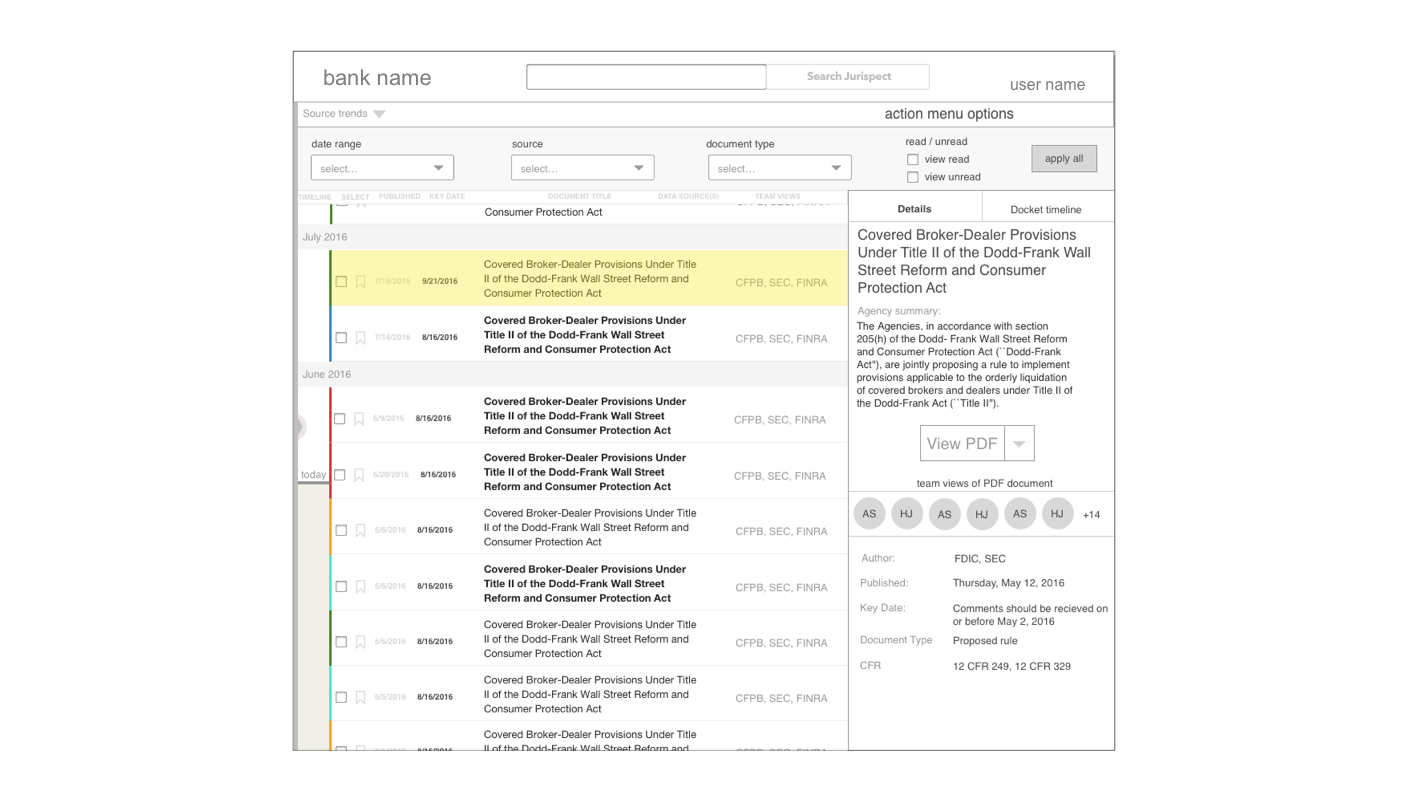 bank name
Search Jurispect
user name
Source trends
action menu options
date range
source
document type
read / unread
select...
select...
select...
view read
view unread
apply all
TIMELINE SELECT PUBLISHED KEY DATE DOCUMENT TITLE DATA SOURCE(S) TEAM VIEWS
Consumer Protection Act
July 2016
7/18/2016 9/21/2016
Covered Broker-Dealer Provisions Under Title
II of the Dodd-Frank Wall Street Reform and
Consumer Protection Act
CFPB, SEC, FINRA
7/14/2016 8/16/2016
Covered Broker-Dealer Provisions Under
Title II of the Dodd-Frank Wall Street
Reform and Consumer Protection Act
CFPB, SEC, FINRA
June 2016
6/9/2016 8/16/2016
Covered Broker-Dealer Provisions Under
Title II of the Dodd-Frank Wall Street
Reform and Consumer Protection Act
CFPB, SEC, FINRA
today
6/20/2016 8/16/2016
Covered Broker-Dealer Provisions Under
Title II of the Dodd-Frank Wall Street
Reform and Consumer Protection Act
CFPB, SEC, FINRA
6/6/2016 8/16/2016
Covered Broker-Dealer Provisions Under Title
II of the Dodd-Frank Wall Street Reform and
Consumer Protection Act
CFPB, SEC, FINRA
6/6/2016 8/16/2016
Covered Broker-Dealer Provisions Under
Title II of the Dodd-Frank Wall Street
Reform and Consumer Protection Act
CFPB, SEC, FINRA
6/6/2016 8/16/2016
Covered Broker-Dealer Provisions Under Title
II of the Dodd-Frank Wall Street Reform and
Consumer Protection Act
CFPB, SEC, FINRA
6/5/2016 8/16/2016
Covered Broker-Dealer Provisions Under Title
II of the Dodd-Frank Wall Street Reform and
Consumer Protection Act
CFPB, SEC, FINRA
Covered Broker-Dealer Provisions Under Title
II of the Dodd-Frank Wall Street Reform and
Details
Docket timeline
Covered Broker-Dealer Provisions
Under Title II of the Dodd-Frank Wall
Street Reform and Consumer
Protection Act
Agency summary:
The Agencies, in accordance with section
205(h) of the Dodd- Frank Wall Street Reform
and Consumer Protection Act (``Dodd-Frank
Act''), are jointly proposing a rule to implement
provisions applicable to the orderly liquidation
of covered brokers and dealers under Title II of
the Dodd-Frank Act (``Title II'').
View PDF
team views of PDF document
AS HJ AS HJ AS HJ +14
Author: FDIC, SEC
Published: Thursday, May 12, 2016
Key Date: Comments should be recieved on
or before May 2, 2016
Document Type Proposed rule
CFR 12 CFR 249, 12 CFR 329